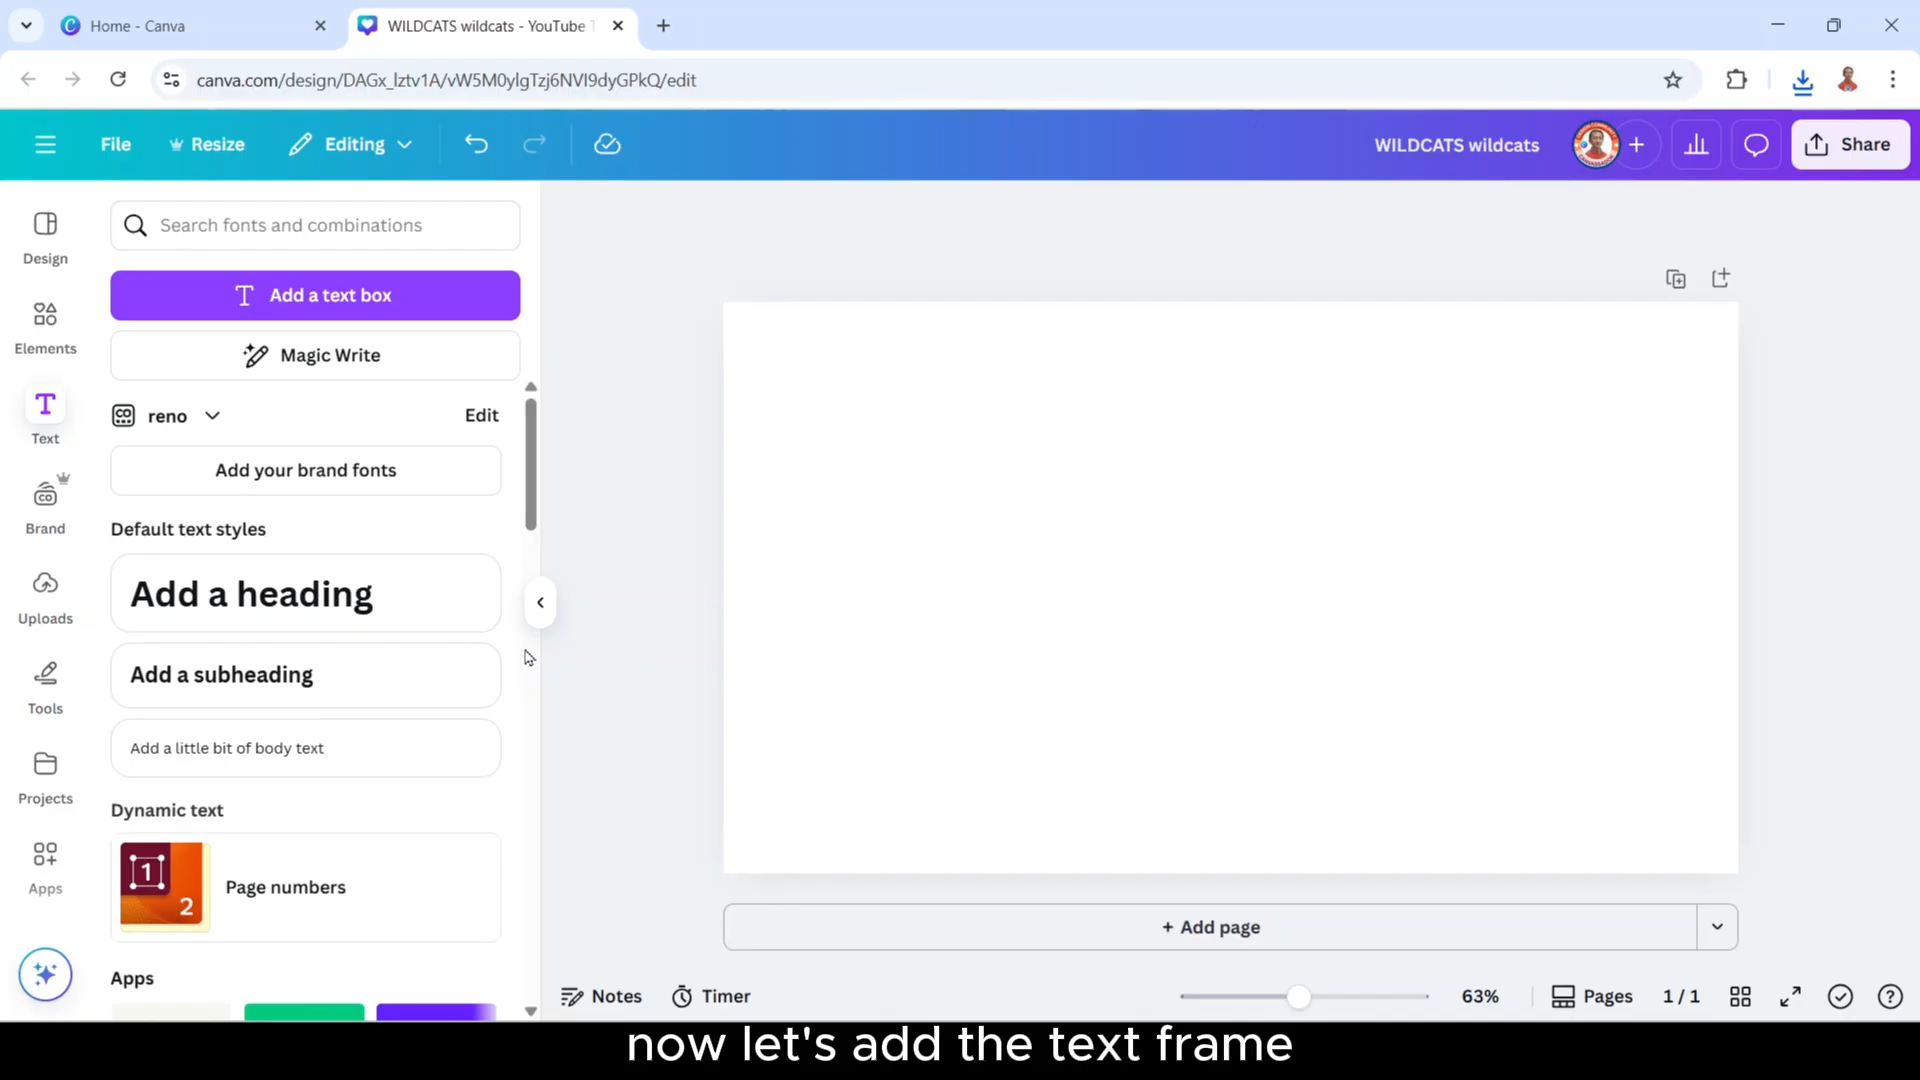 Home - Canva
WILDCATS wildcats - YouTube T
canva.com/design/DAGx_lztv1A/vW5M0ylgTzj6NVI9dyGPkQ/edit
File
Resize
Editing
WILDCATS wildcats
Share
Design
Elements
Text
Brand
Uploads
Tools
Projects
Apps
Search fonts and combinations
Add a text box
Magic Write
reno
Edit
Add your brand fonts
Default text styles
Add a heading
Add a subheading
Add a little bit of body text
Dynamic text
1
2
Page numbers
Apps
+ Add page
Notes
Timer
63%
Pages
1 / 1
now let's add the text frame